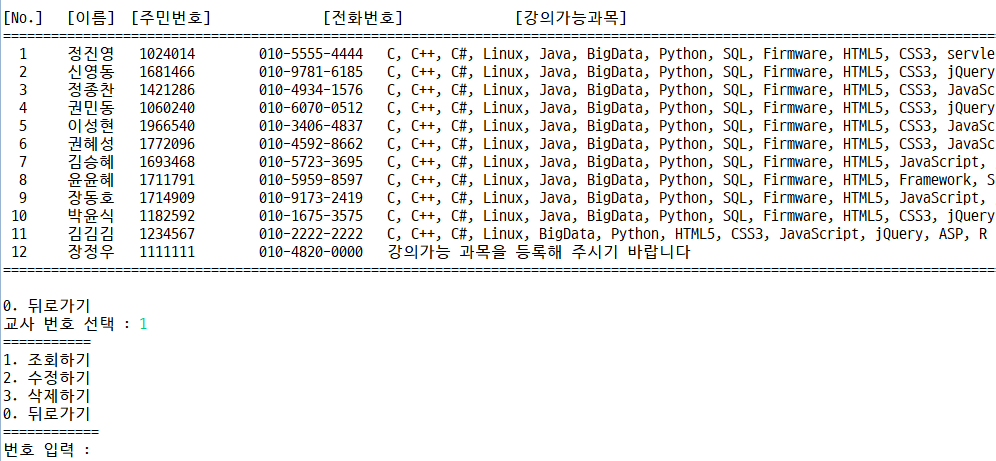 [No.] [이름] [주민번호] [전화번호] [강의가능과목]
================================================================================
1 정진영 1024014 010-5555-4444 C, C++, C#, Linux, Java, BigData, Python, SQL, Firmware, HTML5, CSS3, servle
2 신영동 1681466 010-9781-6185 C, C++, C#, Linux, Java, BigData, Python, SQL, Firmware, HTML5, CSS3, jQuery
3 정종찬 1421286 010-4934-1576 C, C++, C#, Linux, Java, BigData, Python, SQL, Firmware, HTML5, CSS3, JavaSc
4 권민동 1060240 010-6070-0512 C, C++, C#, Linux, Java, BigData, Python, SQL, Firmware, HTML5, CSS3, jQuery
5 이성현 1966540 010-3406-4837 C, C++, C#, Linux, Java, BigData, Python, SQL, Firmware, HTML5, CSS3, JavaSc
6 권혜성 1772096 010-4592-8662 C, C++, C#, Linux, Java, BigData, Python, SQL, Firmware, HTML5, CSS3, JavaSc
7 김승혜 1693468 010-5723-3695 C, C++, C#, Linux, Java, BigData, Python, SQL, Firmware, HTML5, JavaScript,
8 윤윤혜 1711791 010-5959-8597 C, C++, C#, Linux, Java, BigData, Python, SQL, Firmware, HTML5, Framework, S
9 장동호 1714909 010-9173-2419 C, C++, C#, Linux, Java, BigData, Python, SQL, Firmware, HTML5, JavaScript,
10 박윤식 1182592 010-1675-3575 C, C++, C#, Linux, Java, BigData, Python, SQL, Firmware, HTML5, CSS3, jQuery
11 김김김 1234567 010-2222-2222 C, C++, C#, Linux, BigData, Python, HTML5, CSS3, JavaScript, jQuery, ASP, R
12 장정우 1111111 010-4820-0000 강의가능 과목을 등록해 주시기 바랍니다
================================================================================
0. 뒤로가기
교사 번호 선택 : 1
===========
1. 조회하기
2. 수정하기
3. 삭제하기
0. 뒤로가기
============
번호 입력 :